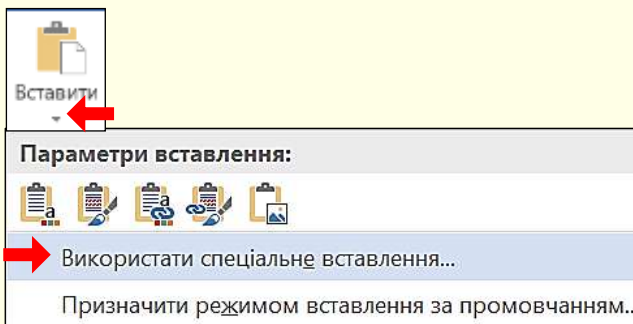 Вставити
Параметри вставлення:
Використати спеціальне вставлення...
Призначити режимом вставлення за промовчанням..